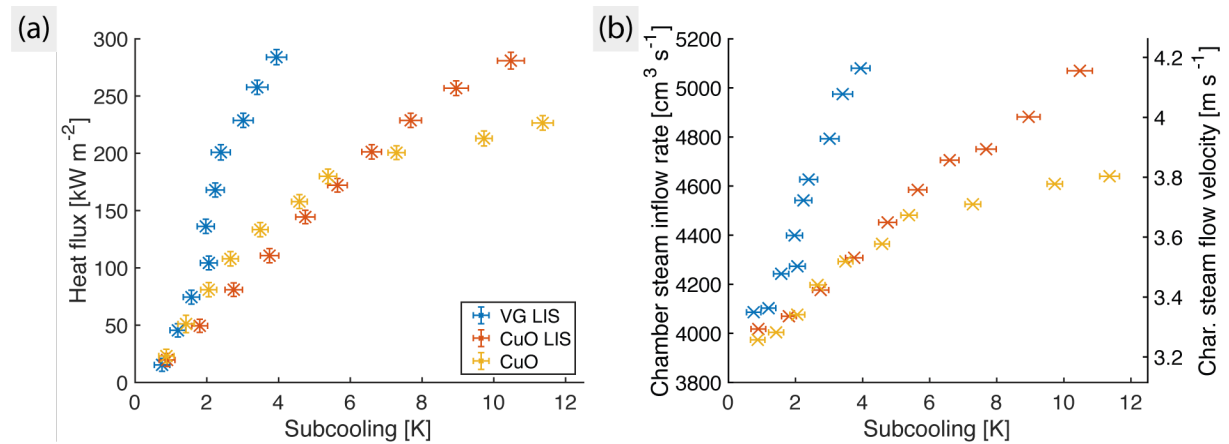 (a)
300
250
200
150
100
50
0
Heat flux [kW m-2]
0 2 4 6 8 10 12
Subcooling [K]
VG LIS
CuO LIS
CuO
(b)
5200
5000
4800
4600
4400
4200
4000
3800
Chamber steam inflow rate [cm3 s-1]
0 2 4 6 8 10 12
Subcooling [K]
4.2
4
3.8
3.6
3.4
3.2
Char. steam flow velocity [m s-1]